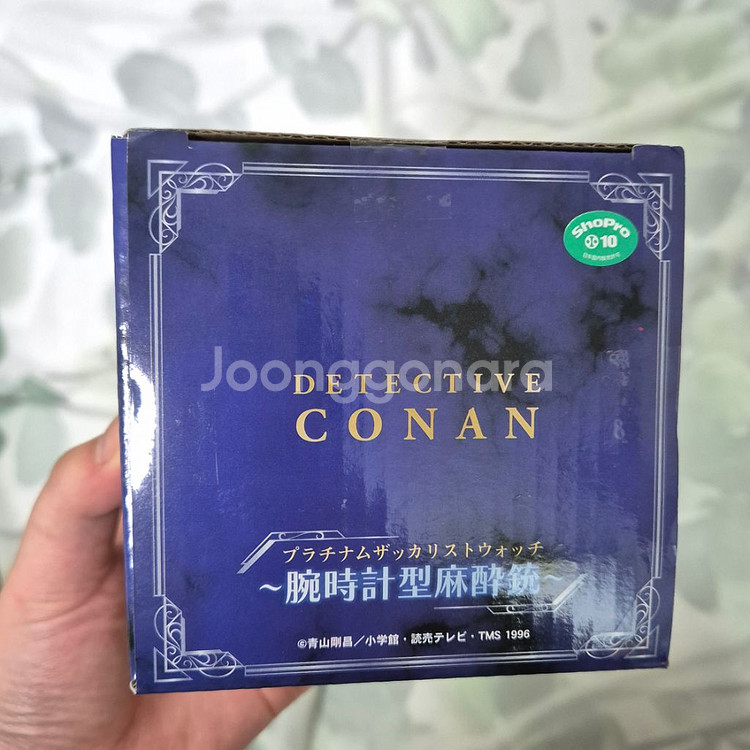 ShoPro
10
Joonggonara
DETECTIVE
CONAN
プラチナムザッカリストウォッチ
~腕時計型麻酔銃~
©青山剛昌/小学館・読売テレビ・TMS 1996